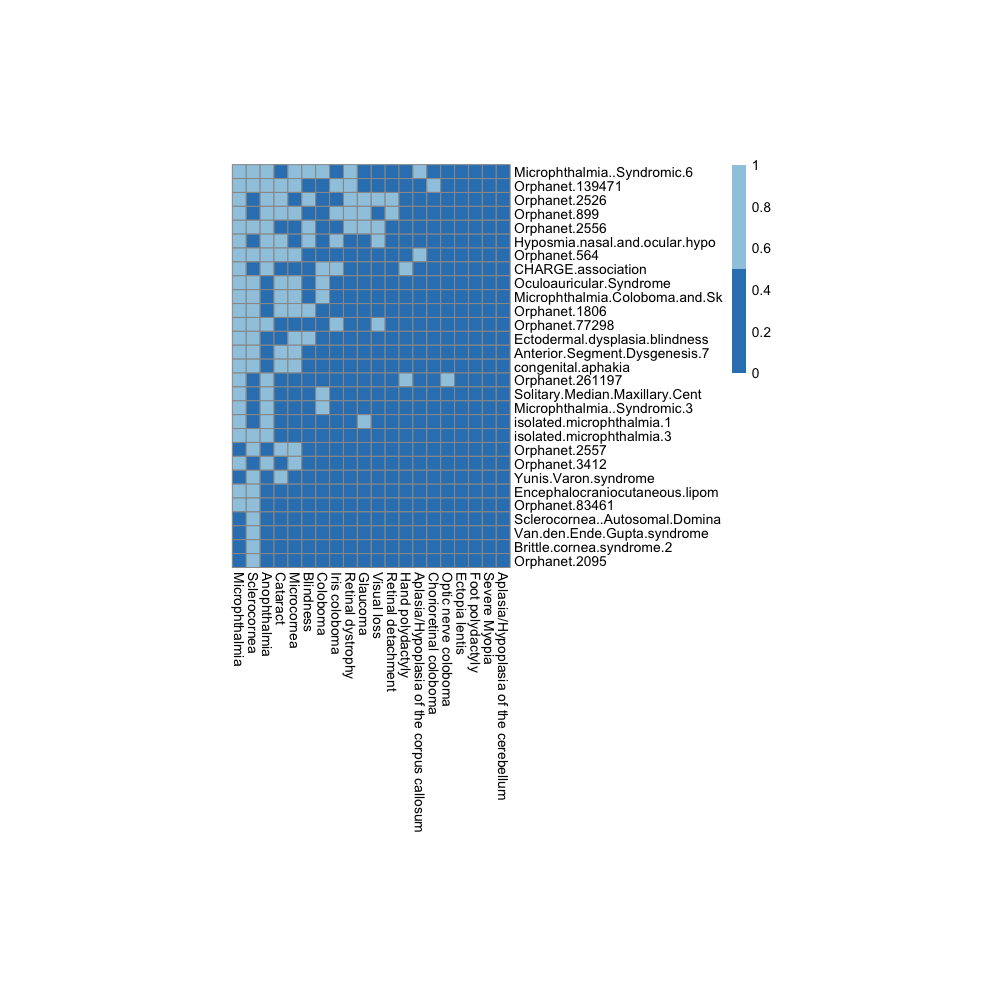 Microphthalmia..Syndromic.6
Orphanet.139471
Orphanet.2526
Orphanet.899
Orphanet.2556
Hyposmia.nasal.and.ocular.hypo
Orphanet.564
CHARGE.association
Oculoauricular.Syndrome
Microphthalmia.Coloboma.and.Sk
Orphanet.1806
Orphanet.77298
Ectodermal.dysplasia.blindness
Anterior.Segment.Dysgenesis.7
congenital.aphakia
Orphanet.261197
Solitary.Median.Maxillary.Cent
Microphthalmia..Syndromic.3
isolated.microphthalmia.1
isolated.microphthalmia.3
Orphanet.2557
Orphanet.3412
Yunis.Varon.syndrome
Encephalocraniocutaneous.lipom
Orphanet.83461
Sclerocornea..Autosomal.Domina
Van.den.Ende.Gupta.syndrome
Brittle.cornea.syndrome.2
Orphanet.2095
1
0.8
0.6
0.4
0.2
0
Microphthalmia
Sclerocornea
Anophthalmia
Cataract
Microcornea
Blindness
Coloboma
Iris coloboma
Retinal dystrophy
Glaucoma
Visual loss
Retinal detachment
Hand polydactyly
Aplasia/Hypoplasia of the corpus callosum
Chorioretinal coloboma
Optic nerve coloboma
Ectopia lentis
Foot polydactyly
Severe Myopia
Aplasia/Hypoplasia of the cerebellum